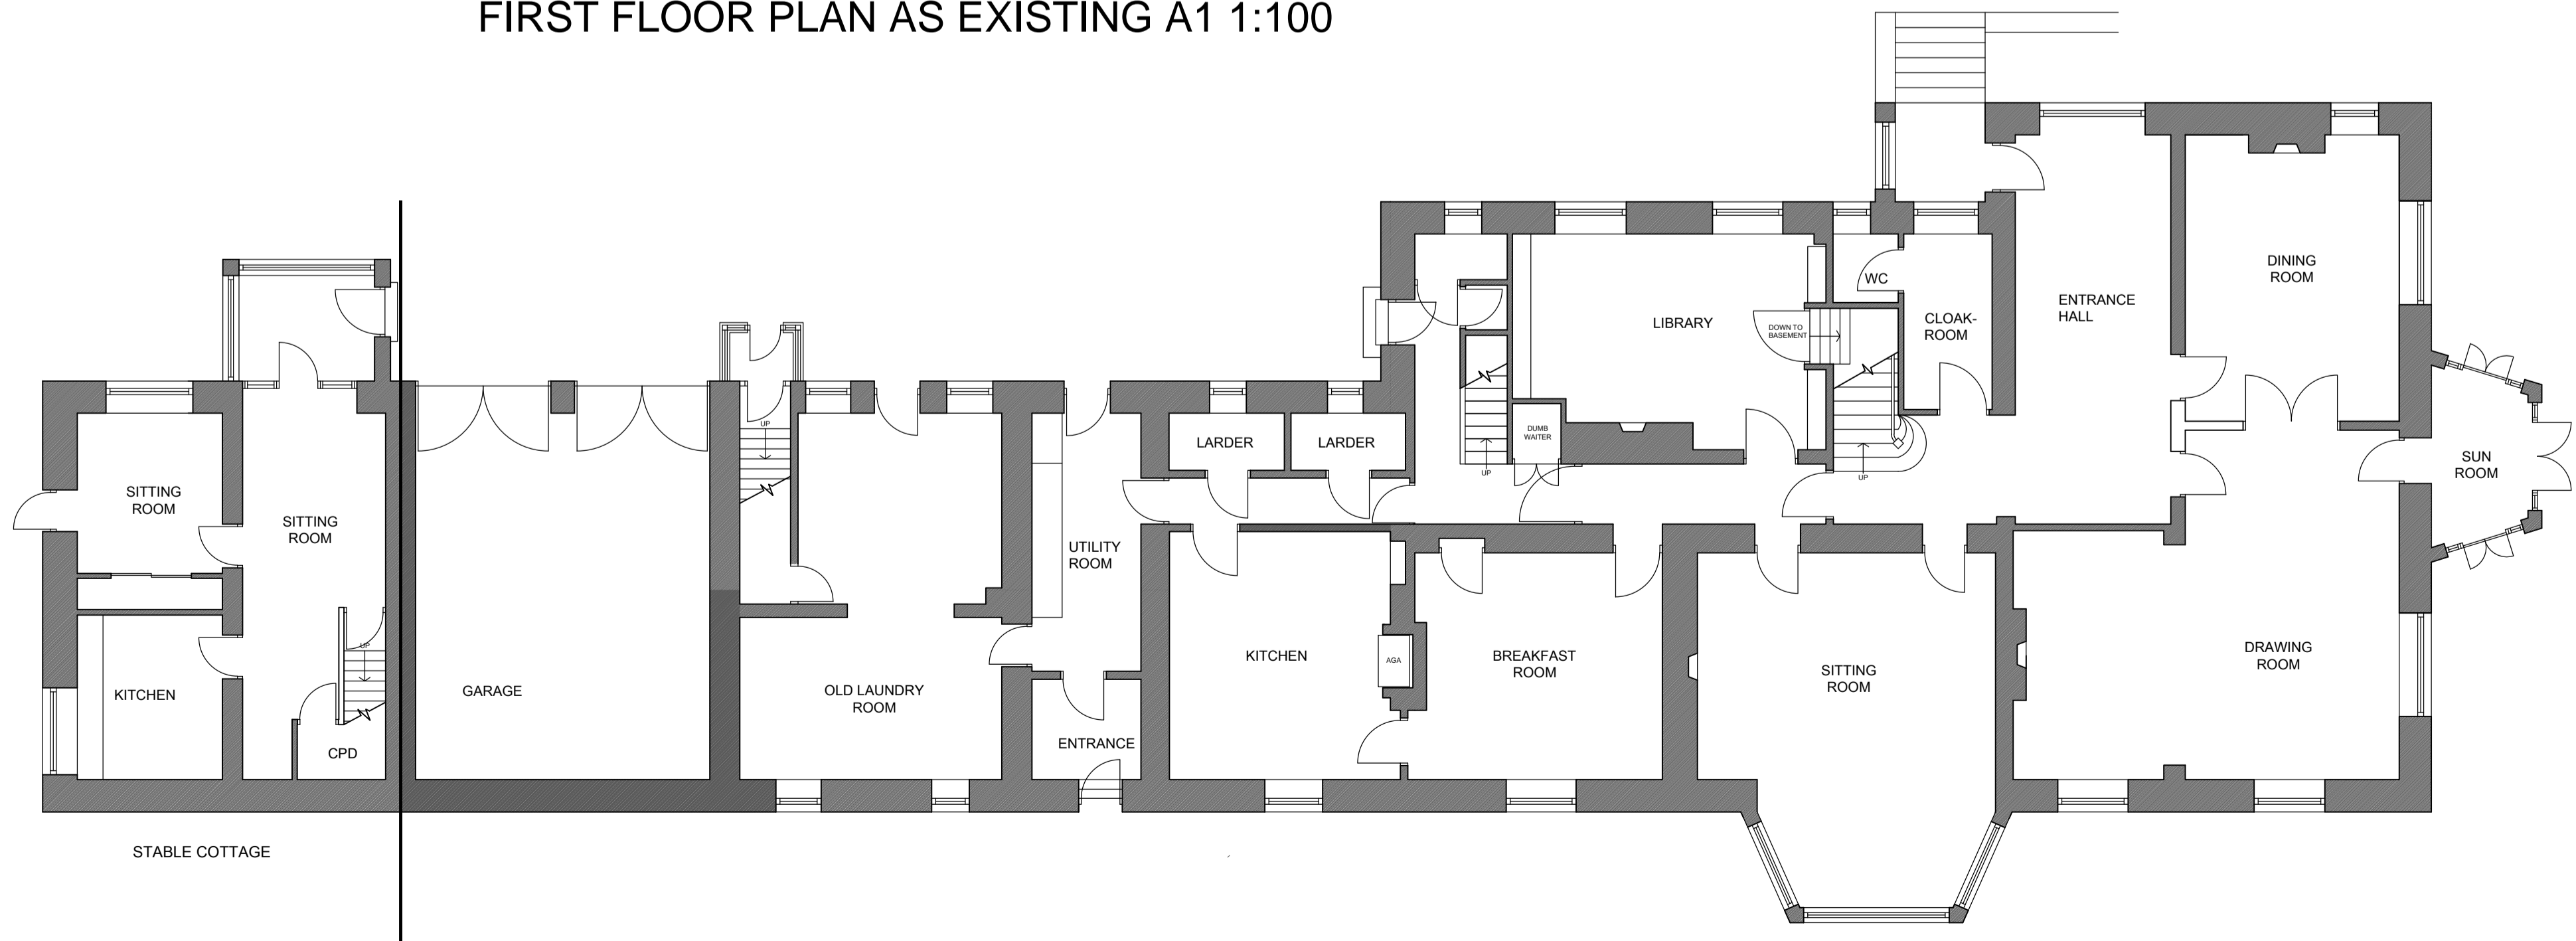 FIRST FLOOR PLAN AS EXISTING A1 1:100
SITTING
ROOM
SITTING
ROOM
KITCHEN
UP
CPD
STABLE COTTAGE
GARAGE
UP
OLD LAUNDRY
ROOM
UTILITY
ROOM
ENTRANCE
LARDER
LARDER
KITCHEN
AGA
BREAKFAST
ROOM
UP
DUMB
WAITER
LIBRARY
DOWN TO
BASEMENT
WC
CLOAK-
ROOM
UP
ENTRANCE
HALL
DINING
ROOM
SUN
ROOM
SITTING
ROOM
DRAWING
ROOM